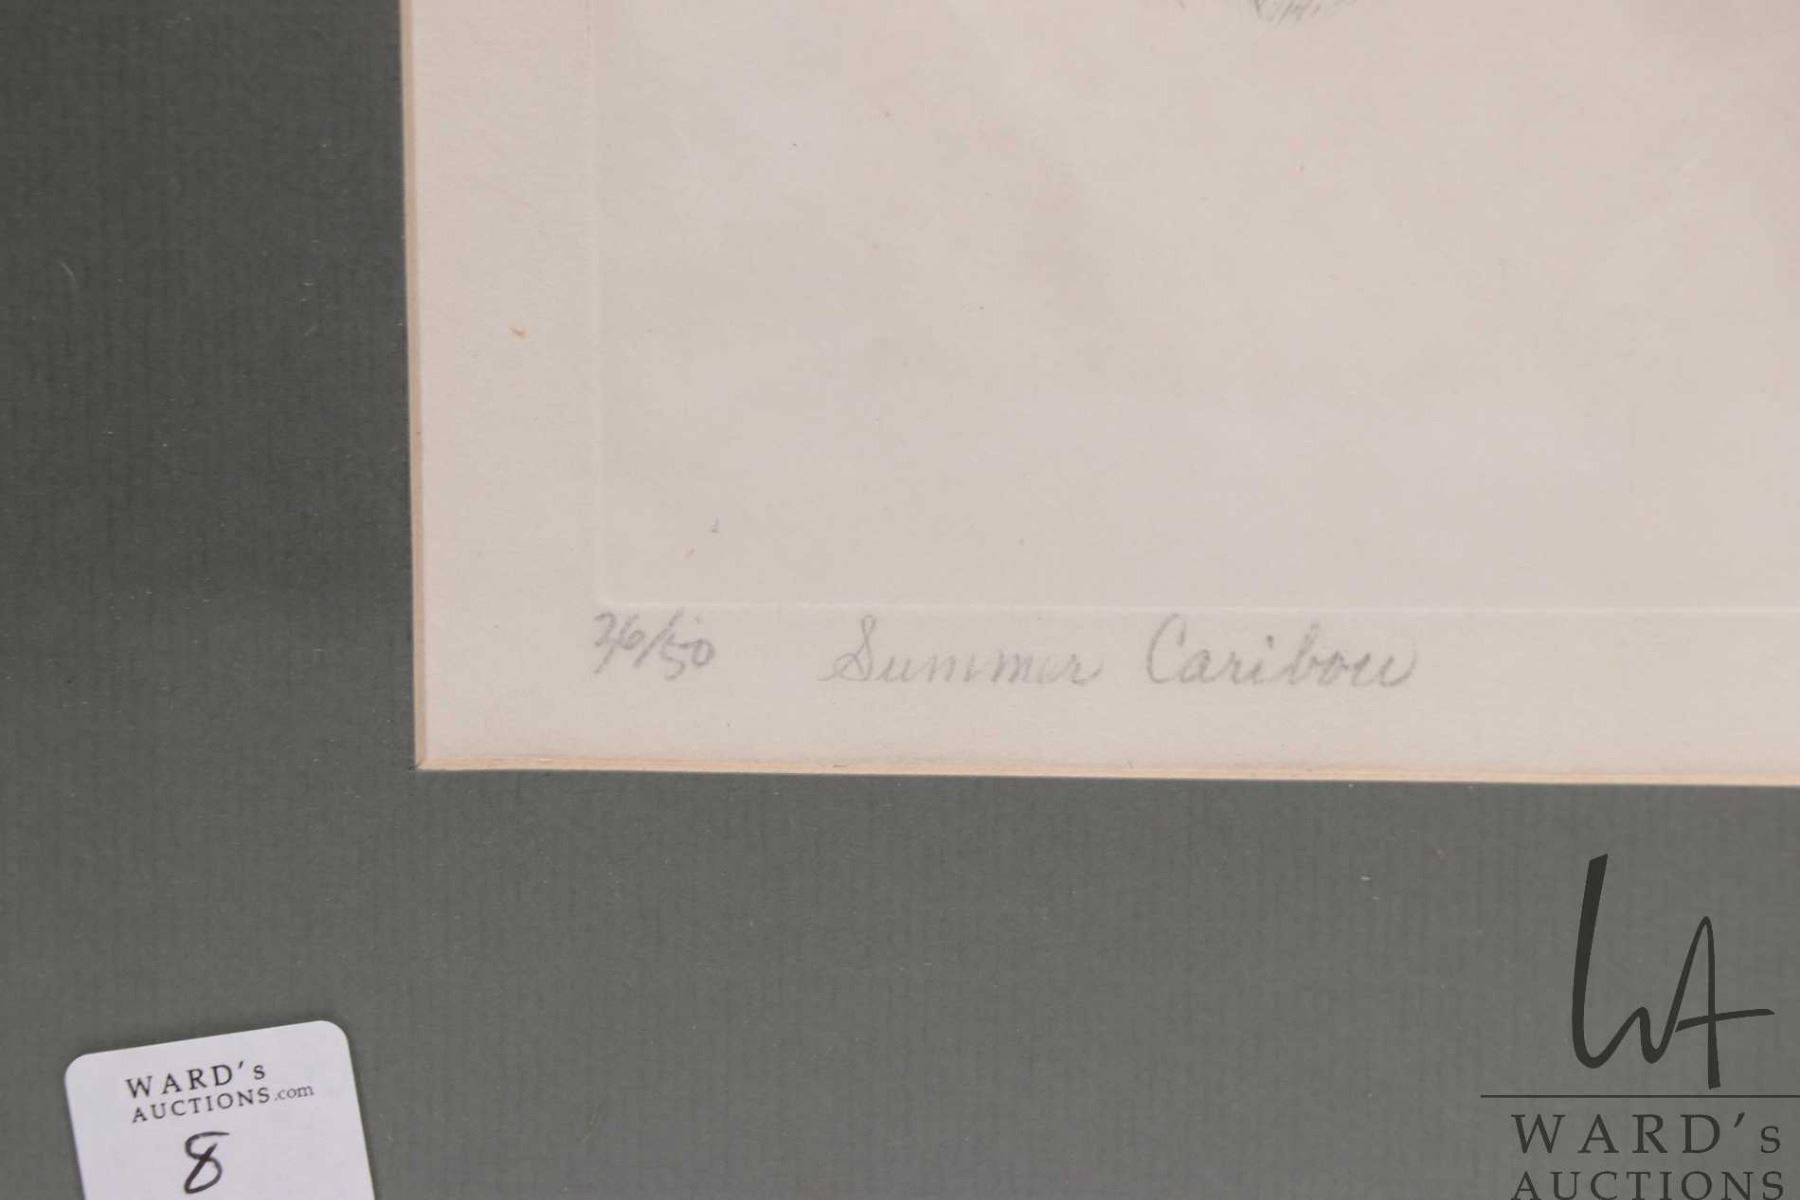 36/50 Summer Caribou
WARD's
AUCTIONS.com
8
WARD's
AUCTIONS